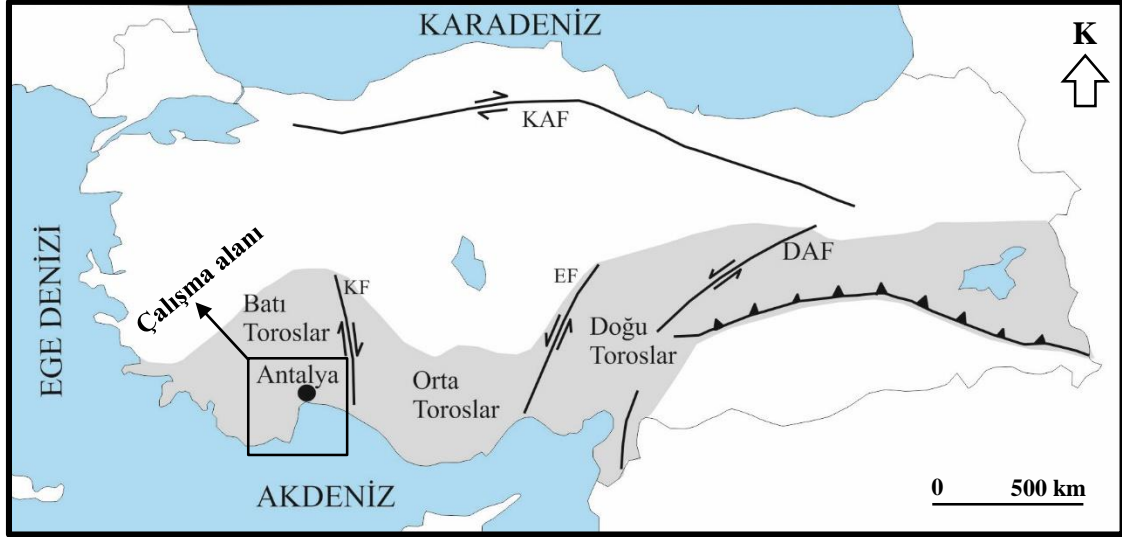 KARADENİZ
K
KAF
EGE DENİZİ
Çalışma alanı
DAF
KF
EF
Batı
Toroslar
Doğu
Toroslar
Antalya
Orta
Toroslar
AKDENİZ
0 500 km